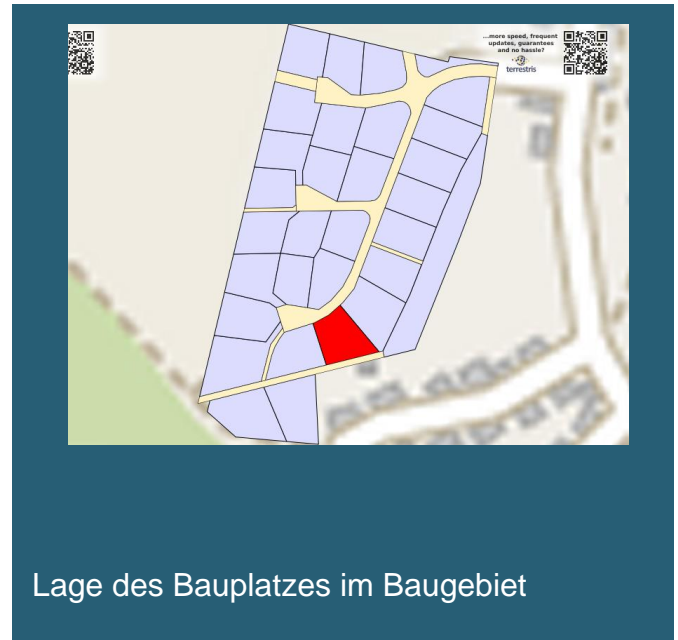 ...more speed, frequent
updates, guarantees
and no hassle?
terrestris
Lage des Bauplatzes im Baugebiet